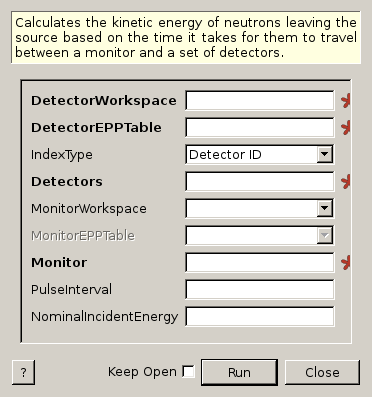 Calculates the kinetic energy of neutrons leaving the
source based on the time it takes for them to travel
between a monitor and a set of detectors.
DetectorWorkspace
DetectorEPPTable
IndexType Detector ID
Detectors
MonitorWorkspace
MonitorEPPTable
Monitor
PulseInterval
NominalIncidentEnergy
? Keep Open Run Close